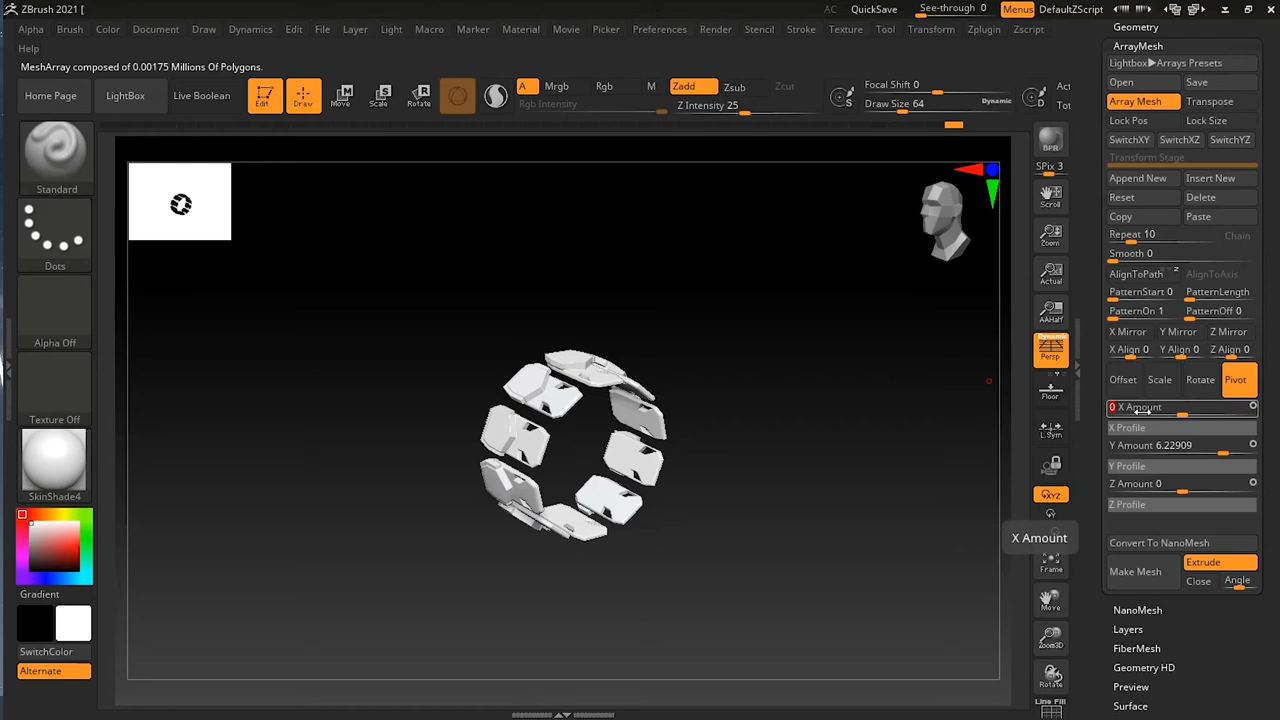 ZBrush 2021 [
AC QuickSave See-through 0 Menus DefaultZScript
Alpha Brush Color Document Draw Dynamics Edit File Layer Light Macro Marker Material Movie Picker Preferences Render Stencil Stroke Texture Tool Transform Zplugin Zscript
Help
MeshArray composed of 0.00175 Millions Of Polygons.
Home Page LightBox Live Boolean Edit Draw Move Scale Rotate
A Mrgb Rgb M Zadd Zsub Zcut
Rgb Intensity Z Intensity 25
Focal Shift 0
Draw Size 64 Dynamic
S D
Act
Tot
Standard
Dots
Alpha Off
Texture Off
SkinShade4
Gradient
SwitchColor
Alternate
BPR
SPix 3
Scroll
Zoom
Actual
AAHalf
Dynamic
Persp
Floor
L.Sym
XYZ
X Amount
Frame
Move
Zoom3D
Rotate
Line Fill
Geometry
ArrayMesh
Lightbox▶Arrays Presets
Open Save
Array Mesh Transpose
Lock Pos Lock Size
SwitchXY SwitchXZ SwitchYZ
Transform Stage
Append New Insert New
Reset Delete
Copy Paste
Repeat 10 Chain
Smooth 0
AlignToPath AlignToAxis
PatternStart 0 PatternLength
PatternOn 1 PatternOff 0
X Mirror Y Mirror Z Mirror
X Align 0 Y Align 0 Z Align 0
Offset Scale Rotate Pivot
0 X Amount
X Profile
Y Amount 6.22909
Y Profile
Z Amount 0
Z Profile
Convert To NanoMesh
Make Mesh Extrude
Close Angle
NanoMesh
Layers
FiberMesh
Geometry HD
Preview
Surface